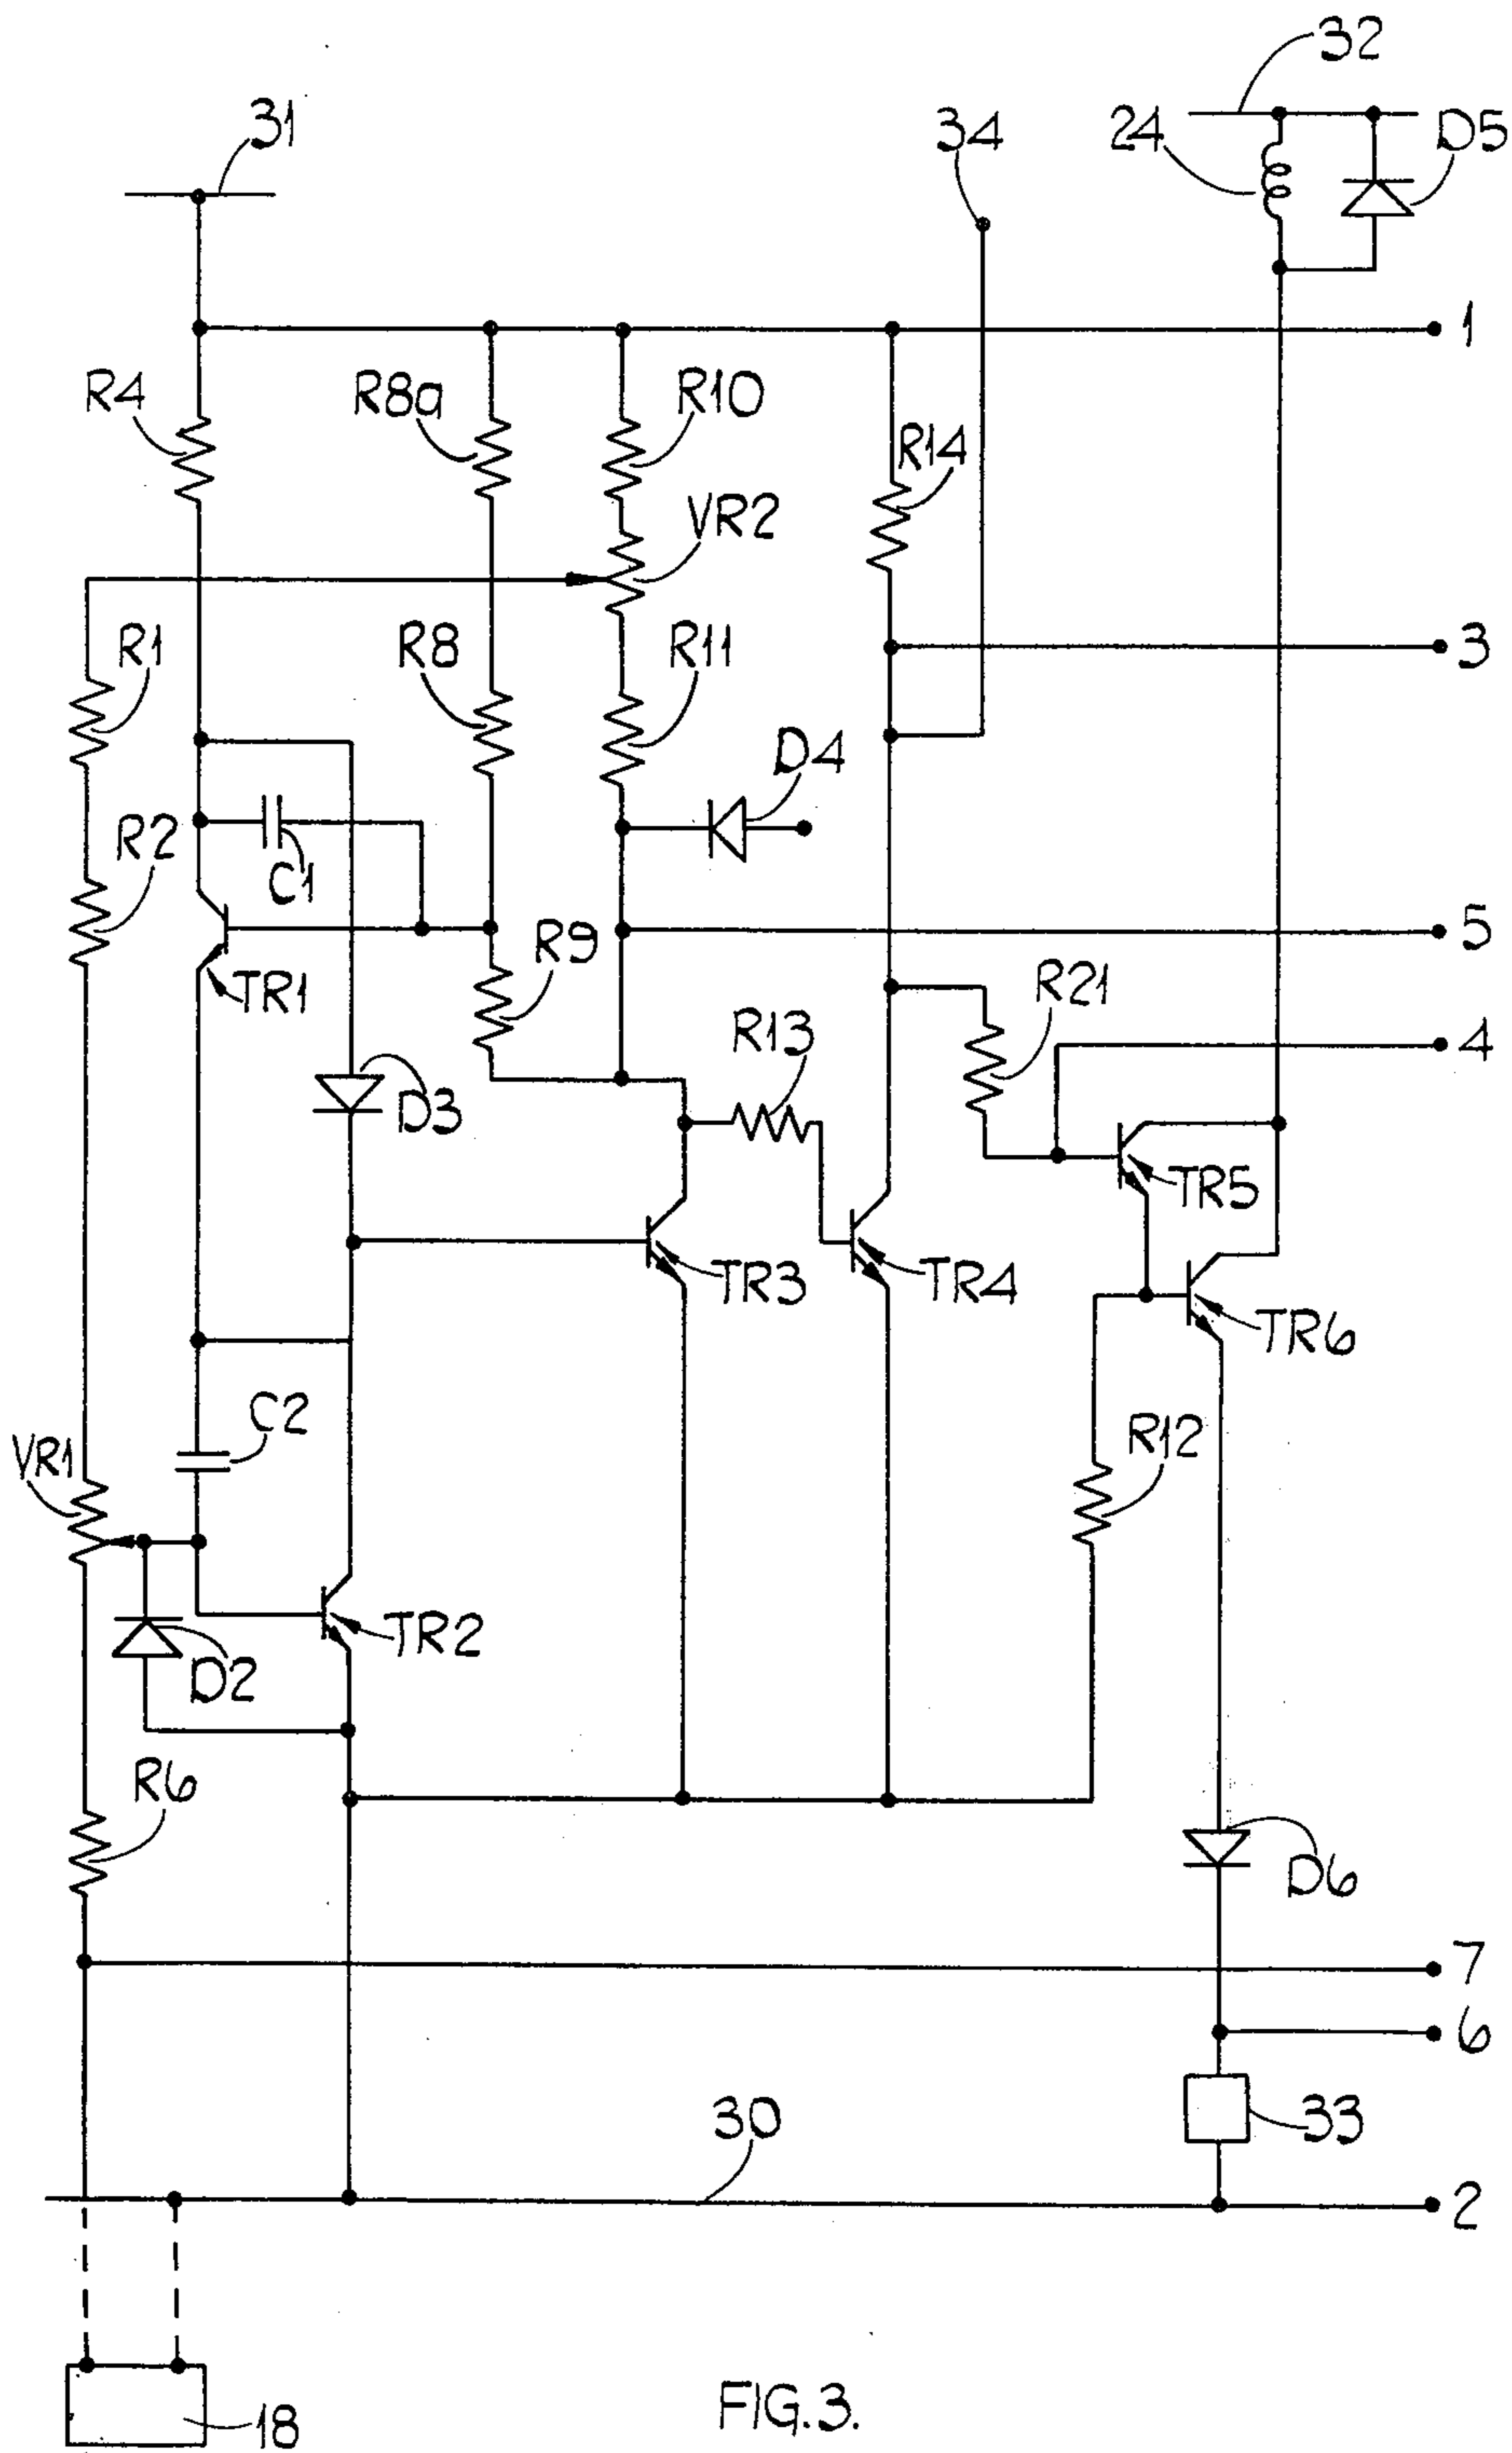 32
31
34
24
D5
1
R4
R8a
R10
R14
VR2
R1
R8
R11
3
D4
R2
C1
R9
5
TR1
R21
R13
4
D3
TR5
TR3
TR4
TR6
C2
R12
VR1
TR2
D2
R6
D6
7
6
30
33
2
18
FIG.3.